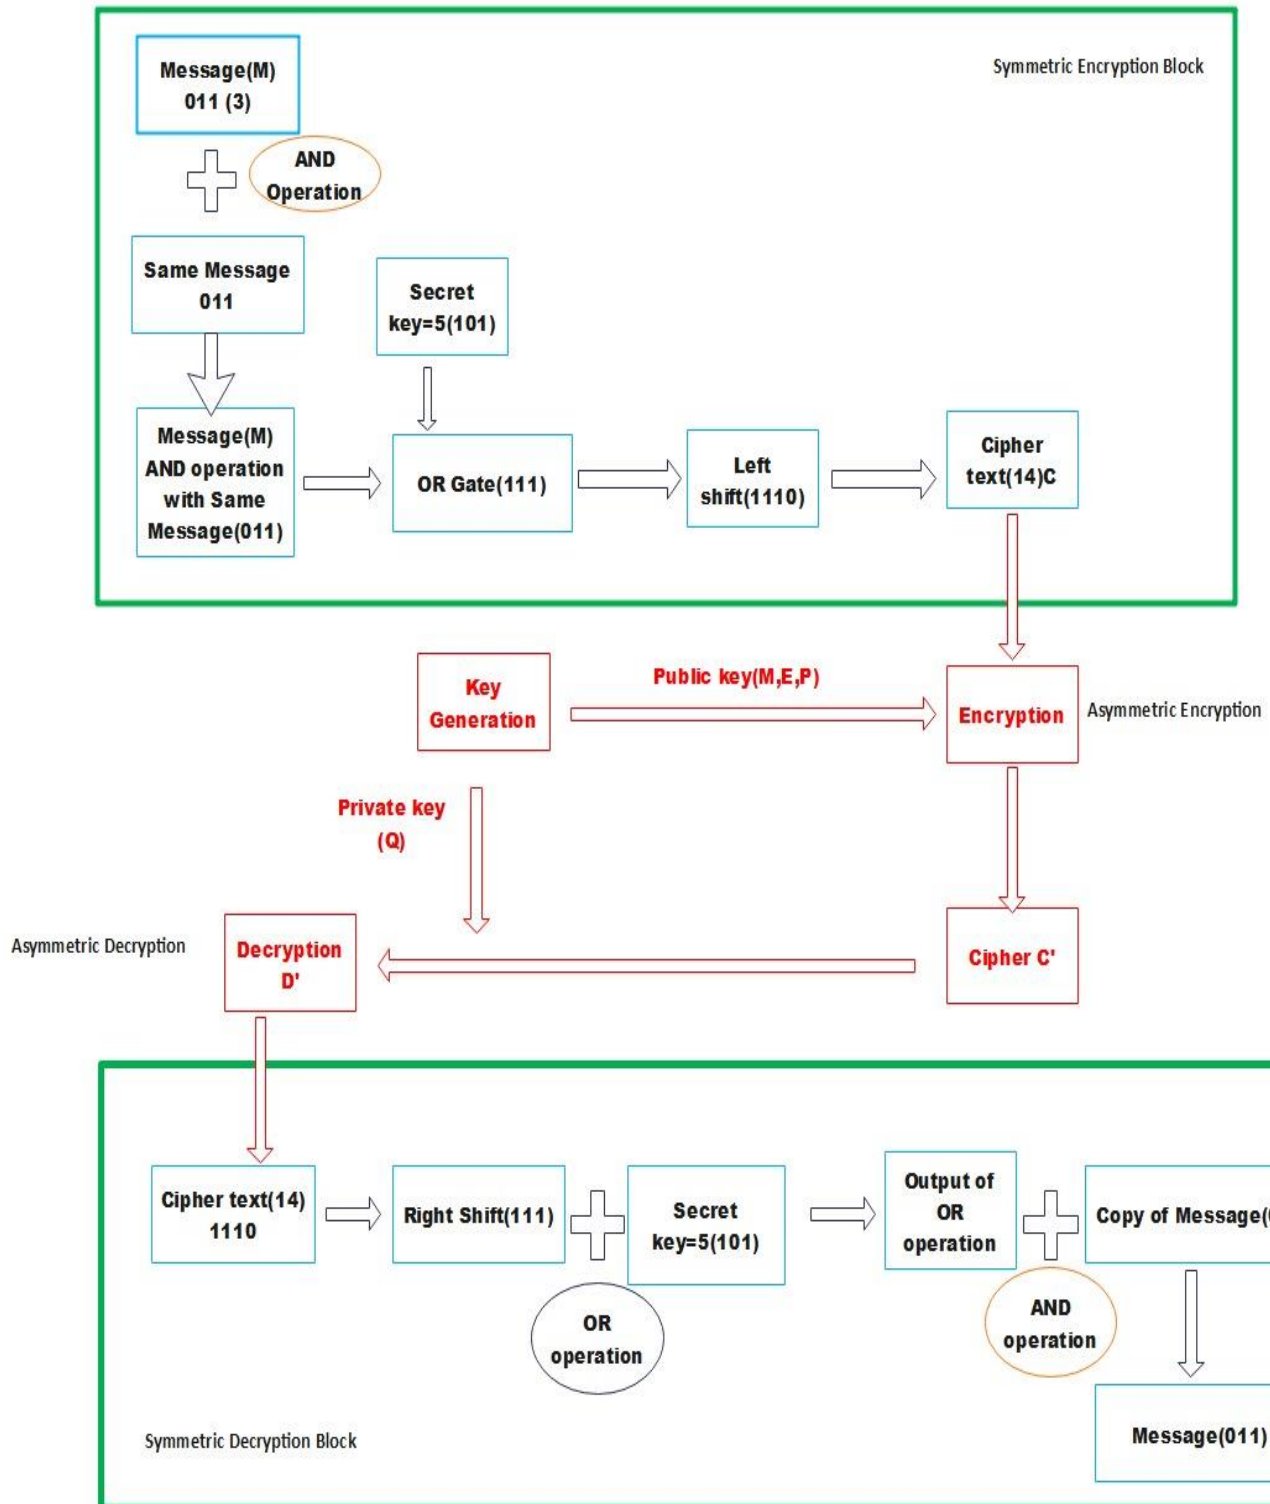 Symmetric Encryption Block
Message(M)
011 (3)
AND
Operation
Same Message
011
Secret
key=5(101)
Message(M)
AND operation
with Same
Message(011)
OR Gate(111)
Left
shift(1110)
Cipher
text(14)C
Key
Generation
Public key(M,E,P)
Encryption
Asymmetric Encryption
Private key
(Q)
Asymmetric Decryption
Decryption
D'
Cipher C'
Cipher text(14)
1110
Right Shift(111)
OR
operation
Secret
key=5(101)
Output of
OR
operation
AND
operation
Copy of
Message(011)
Symmetric Decryption Block